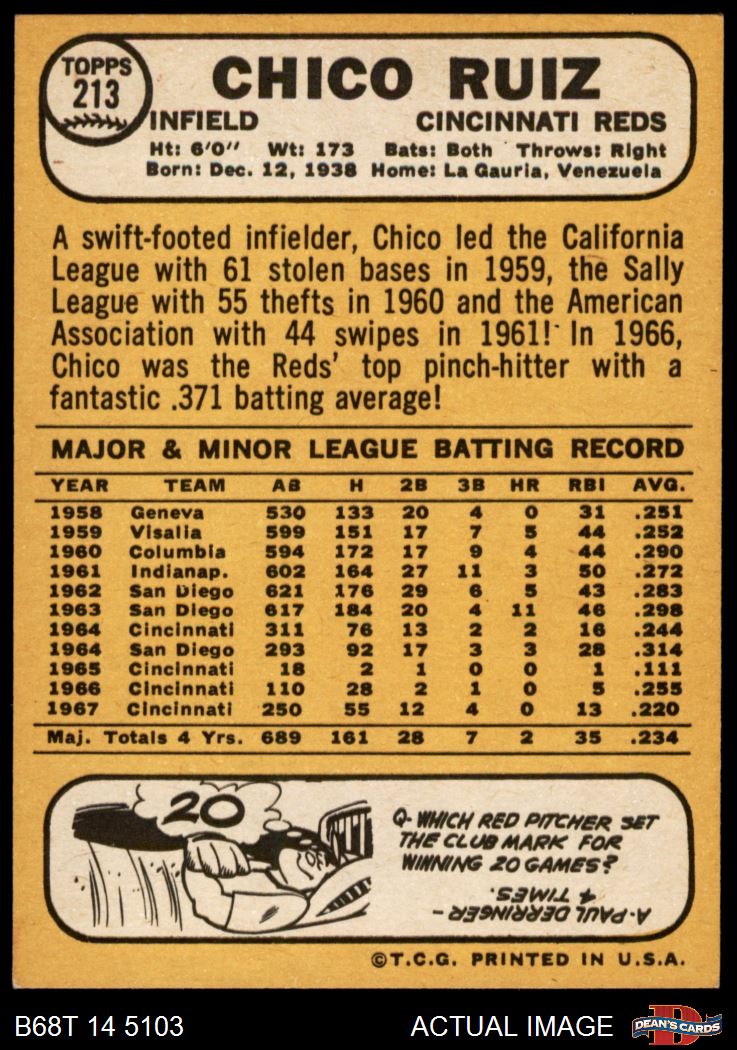 TOPPS
213
CHICO RUIZ
INFIELD CINCINNATI REDS
Ht: 6'0" Wt: 173 Bats: Both Throws: Right
Born: Dec. 12, 1938 Home: La Gauria, Venezuela
A swift-footed infielder, Chico led the California
League with 61 stolen bases in 1959, the Sally
League with 55 thefts in 1960 and the American
Association with 44 swipes in 1961! In 1966,
Chico was the Reds' top pinch-hitter with a
fantastic .371 batting average!
MAJOR & MINOR LEAGUE BATTING RECORD
YEAR TEAM AB H 2B 3B HR RBI AVG.
1958 Geneva 530 133 20 4 0 31 .251
1959 Visalia 599 151 17 7 5 44 .252
1960 Columbia 594 172 17 9 4 44 .290
1961 Indianap. 602 164 27 11 3 50 .272
1962 San Diego 621 176 29 6 5 43 .283
1963 San Diego 617 184 20 4 11 46 .298
1964 Cincinnati 311 76 13 2 2 16 .244
1964 San Diego 293 92 17 3 3 28 .314
1965 Cincinnati 18 2 1 0 0 1 .111
1966 Cincinnati 110 28 2 1 0 5 .255
1967 Cincinnati 250 55 12 4 0 13 .220
Maj. Totals 4 Yrs. 689 161 28 7 2 35 .234
20
Q- WHICH RED PITCHER SET
THE CLUB MARK FOR
WINNING 20 GAMES?
A- PAUL DERRINGER -
4 TIMES.
©T.C.G. PRINTED IN U.S.A.
B68T 14 5103 ACTUAL IMAGE
D
DEAN'S CARDS